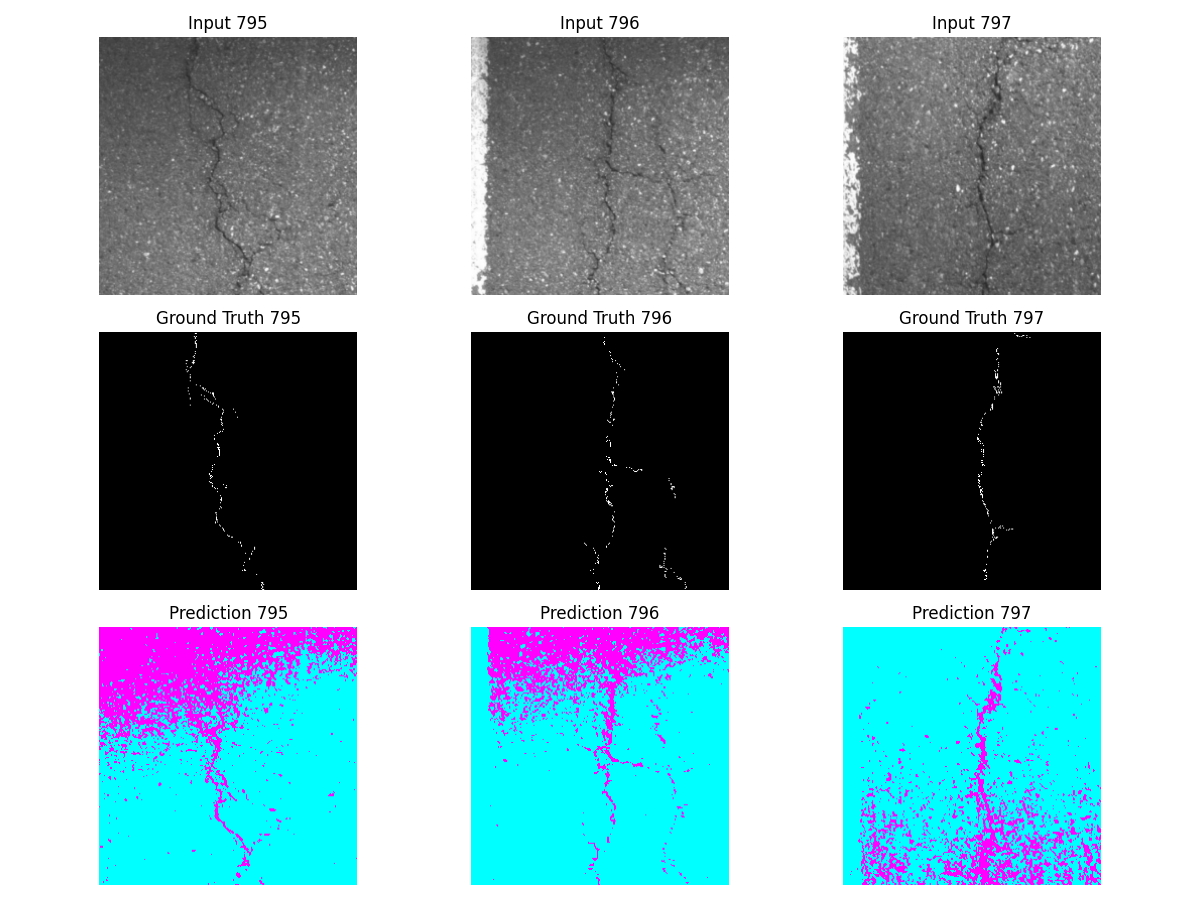 Input 795
Input 796
Input 797
Ground Truth 795
Ground Truth 796
Ground Truth 797
Prediction 795
Prediction 796
Prediction 797